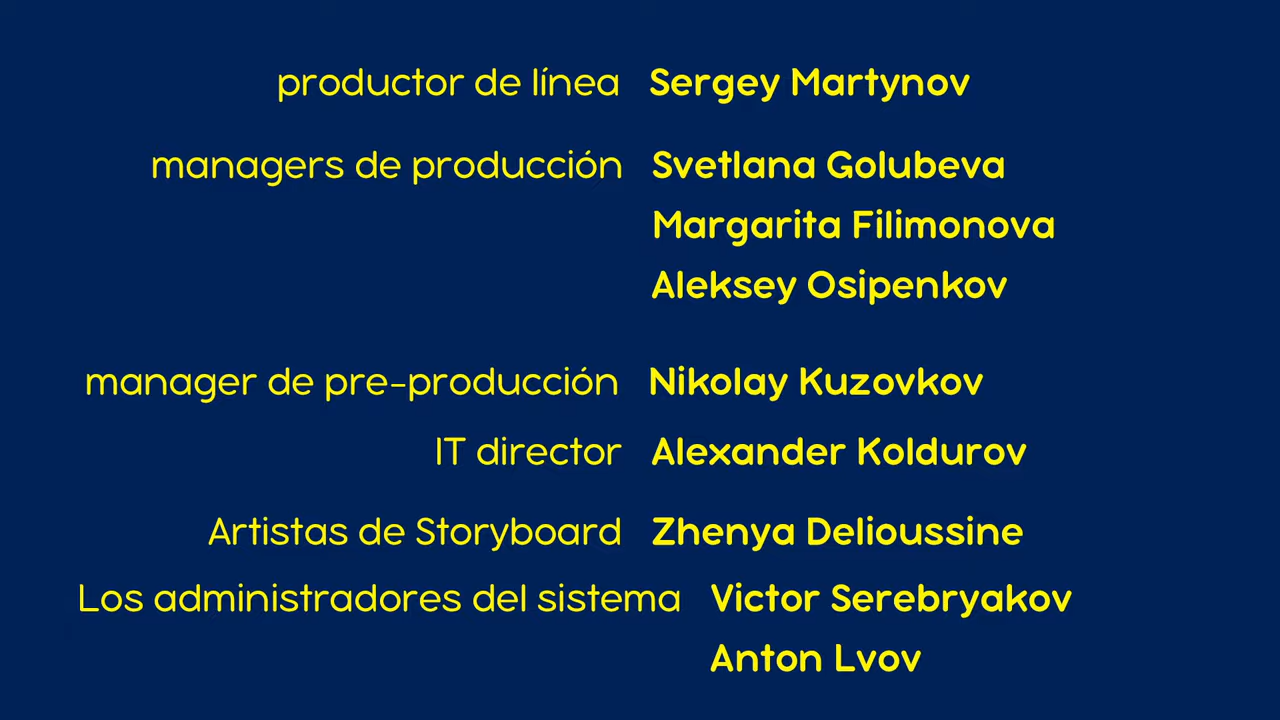 productor de línea Sergey Martynov
managers de producción Svetlana Golubeva
Margarita Filimonova
Aleksey Osipenkov
manager de pre-producción Nikolay Kuzovkov
IT director Alexander Koldurov
Artistas de Storyboard Zhenya Delioussine
Los administradores del sistema Victor Serebryakov
Anton Lvov